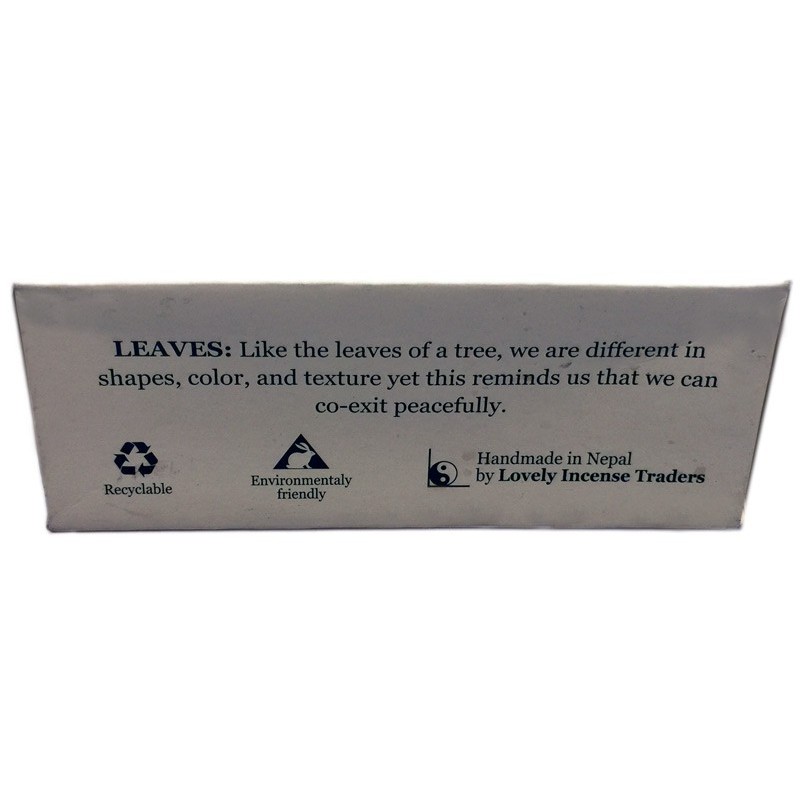 LEAVES: Like the leaves of a tree, we are different in
shapes, color, and texture yet this reminds us that we can
co-exit peacefully.
Recyclable
Environmentaly
friendly
Handmade in Nepal
by Lovely Incense Traders